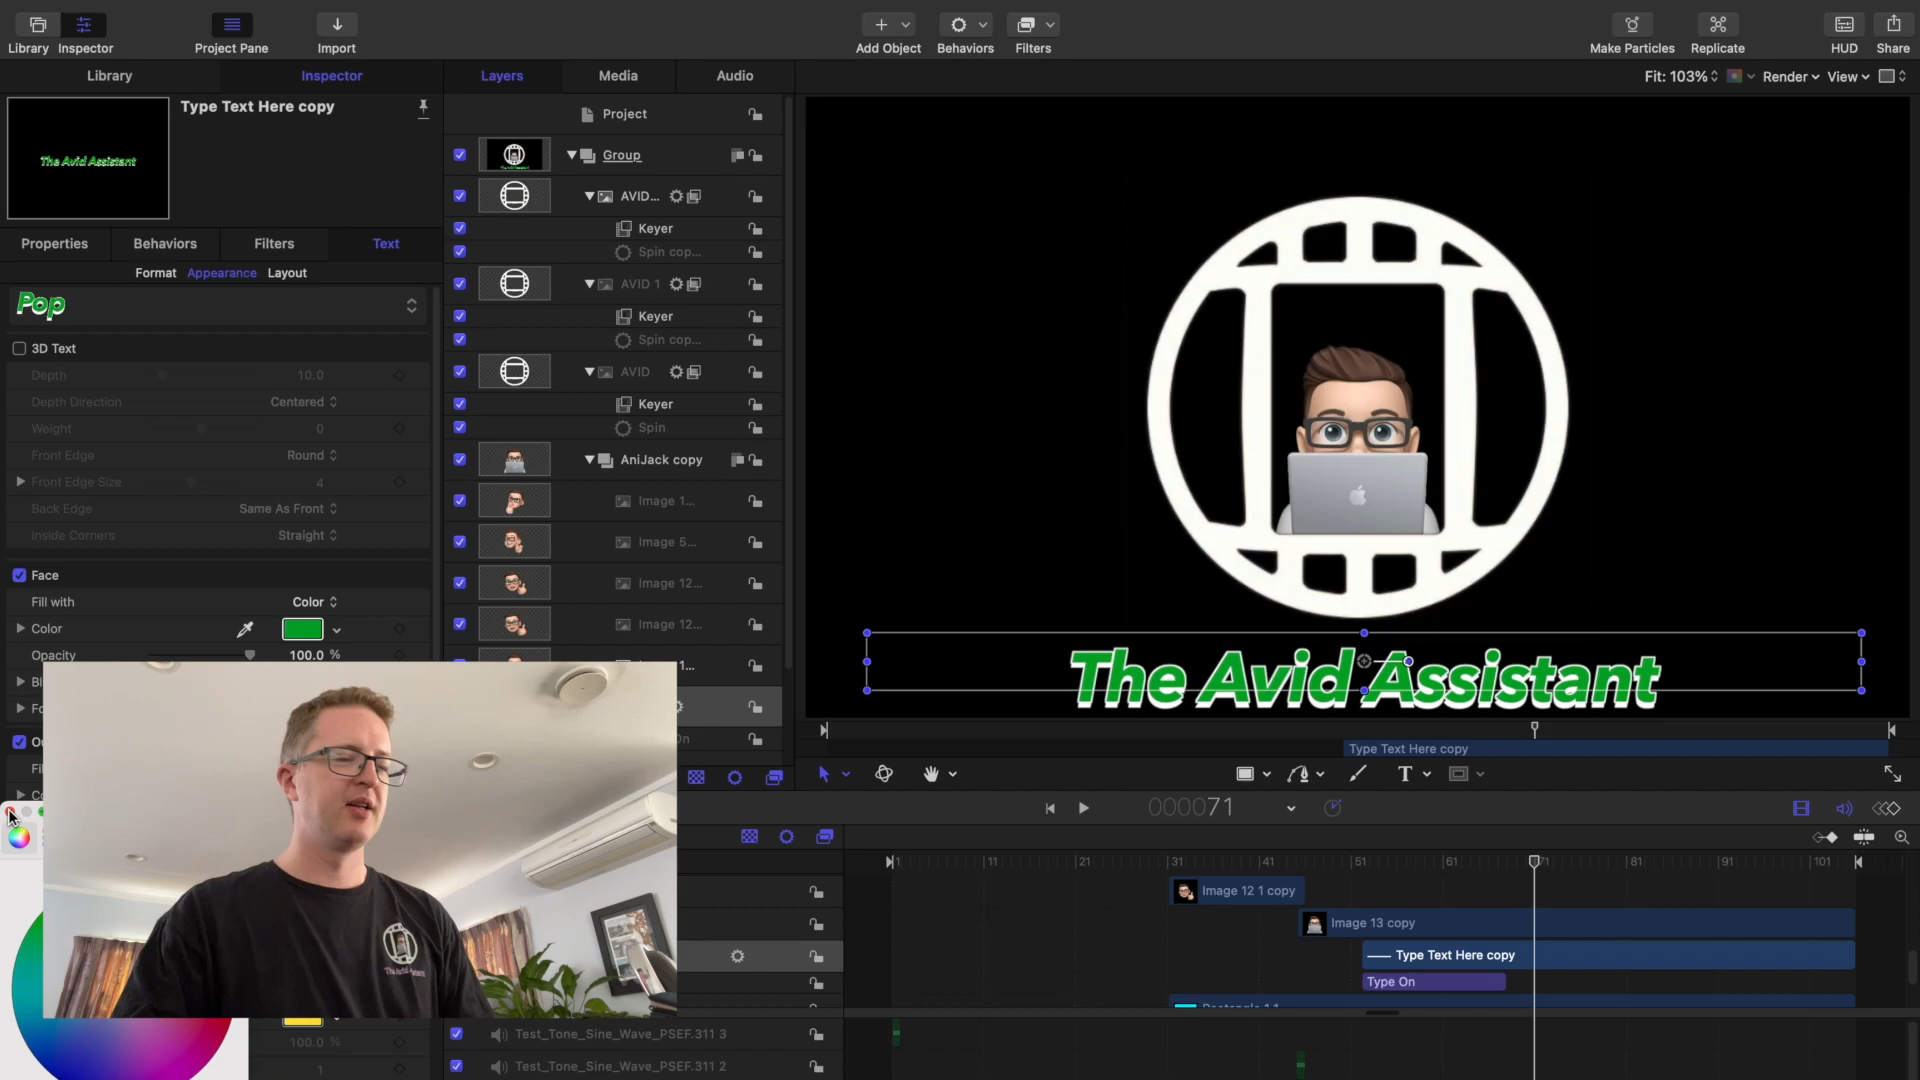 Library
Inspector
Project Pane
Import
Add Object
Behaviors
Filters
Make Particles
Replicate
HUD
Share
Library
Inspector
Layers
Media
Audio
Fit: 103%
Render
View
Type Text Here copy
The Avid Assistant
Project
Group
AVID...
Keyer
Spin cop...
AVID 1
Keyer
Spin cop...
AVID
Keyer
Spin
AniJack copy
Image 1...
Image 5...
Image 12...
Image 12...
Properties
Behaviors
Filters
Text
Format
Appearance
Layout
Pop
3D Text
Depth
10.0
Depth Direction
Centered
Weight
0
Front Edge
Round
Front Edge Size
4
Back Edge
Same As Front
Inside Corners
Straight
Face
Fill with
Color
Color
Opacity
100.0 %
The Avid Assistant
Type Text Here copy
T
000071
1
11
21
31
41
51
61
71
81
91
101
Image 12 1 copy
Image 13 copy
Type Text Here copy
Type On
The Avid Assistant
100.0 %
1
Test_Tone_Sine_Wave_PSEF.311 3
Test_Tone_Sine_Wave_PSEF.311 2